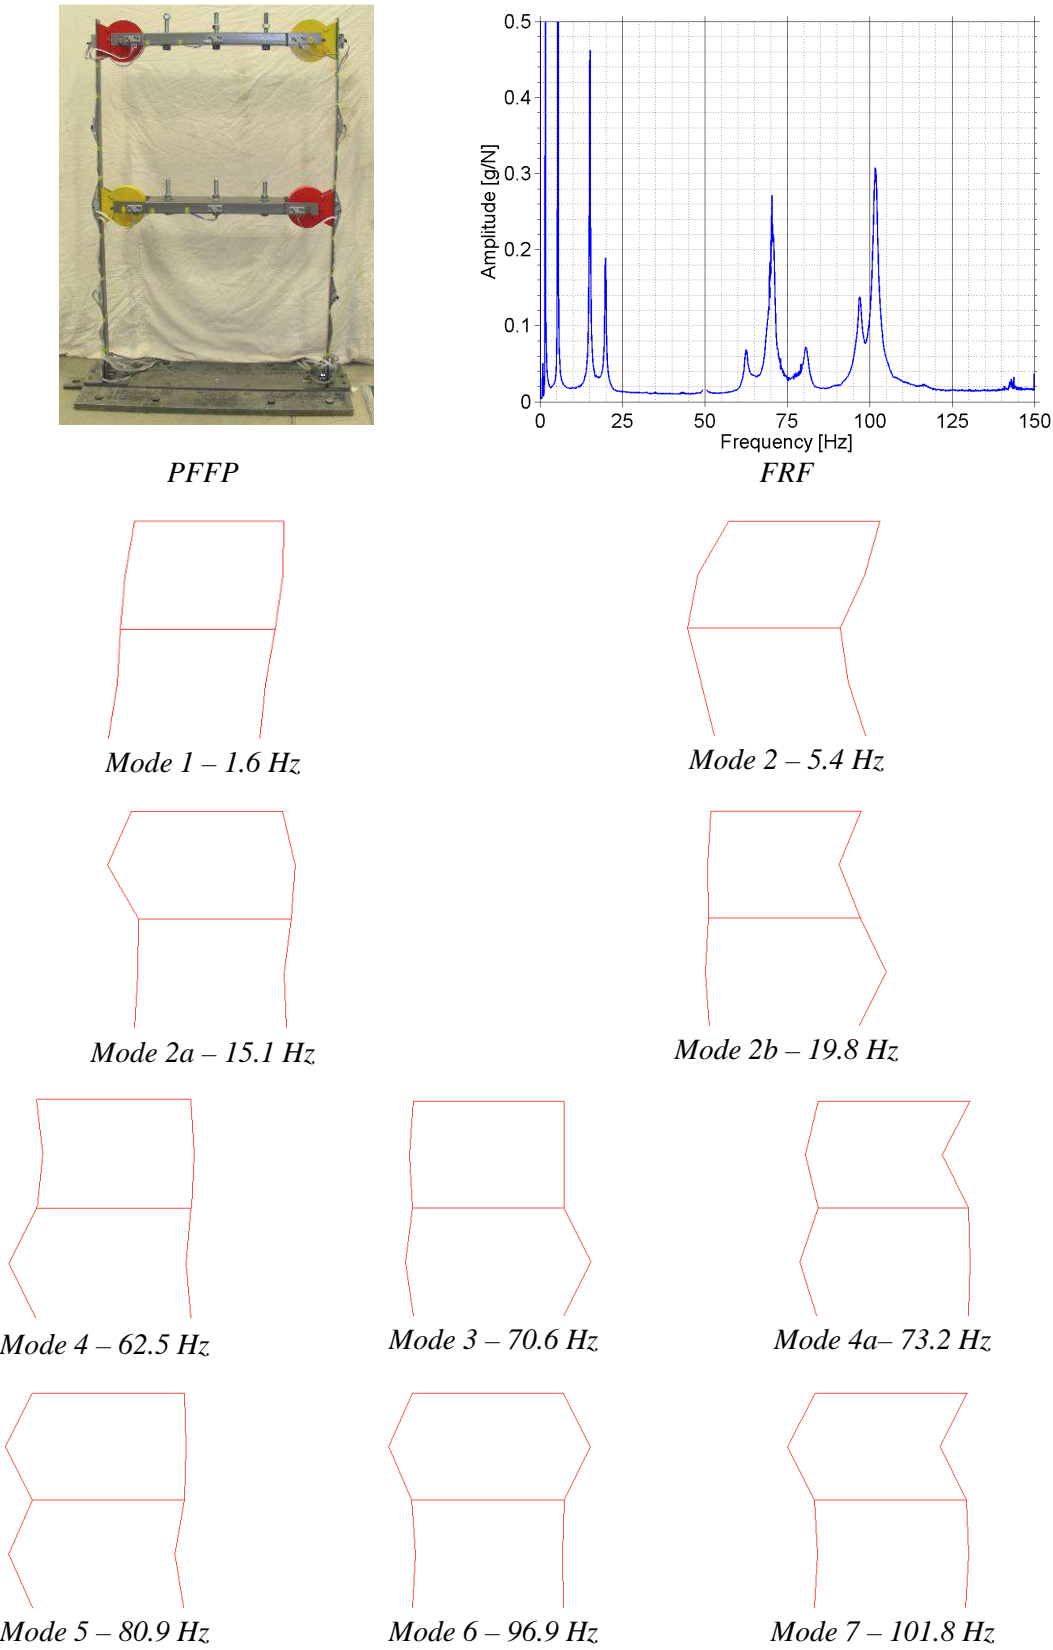 0.5
0.4
0.3
0.2
0.1
0
Amplitude [g/N]
0 25 50 75 100 125 150
Frequency [Hz]
PFFP FRF
Mode 1 – 1.6 Hz Mode 2 – 5.4 Hz
Mode 2a – 15.1 Hz Mode 2b – 19.8 Hz
Mode 4 – 62.5 Hz Mode 3 – 70.6 Hz Mode 4a– 73.2 Hz
Mode 5 – 80.9 Hz Mode 6 – 96.9 Hz Mode 7 – 101.8 Hz